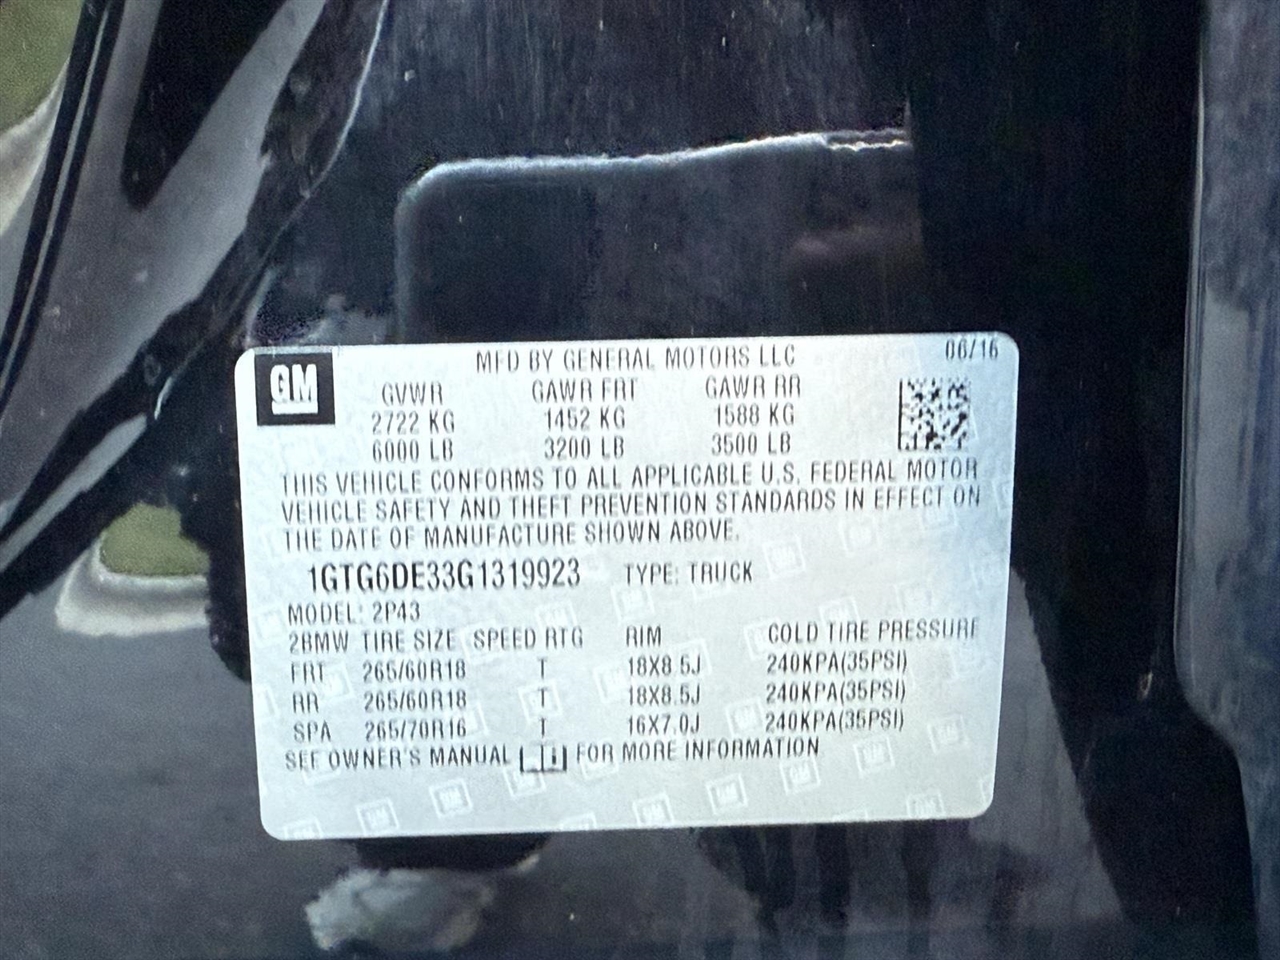 GM
MFD BY GENERAL MOTORS LLC 06/16
GVWR GAWR FRT GAWR RR
2722 KG 1452 KG 1588 KG
6000 LB 3200 LB 3500 LB
THIS VEHICLE CONFORMS TO ALL APPLICABLE U.S. FEDERAL MOTOR
VEHICLE SAFETY AND THEFT PREVENTION STANDARDS IN EFFECT ON
THE DATE OF MANUFACTURE SHOWN ABOVE.
1GTG6DE33G1319923 TYPE: TRUCK
MODEL: 2P43
2BMW TIRE SIZE SPEED RTG RIM COLD TIRE PRESSURE
FRT 265/60R18 T 18X8.5J 240KPA(35PSI)
RR 265/60R18 T 18X8.5J 240KPA(35PSI)
SPA 265/70R16 T 16X7.0J 240KPA(35PSI)
SEE OWNER'S MANUAL FOR MORE INFORMATION